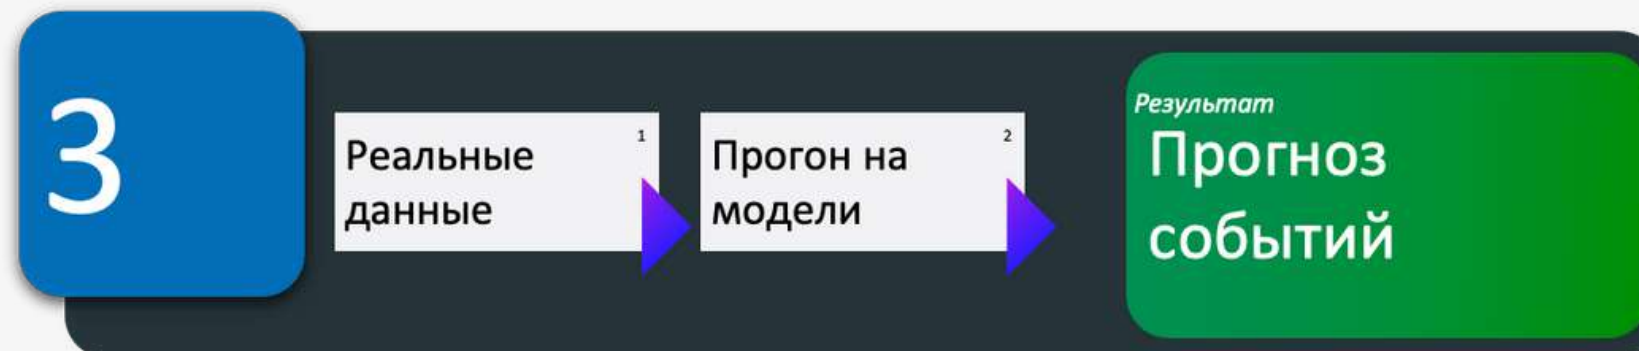 3
Реальные
данные
1
Прогон на
модели
2
Результат
Прогноз
событий